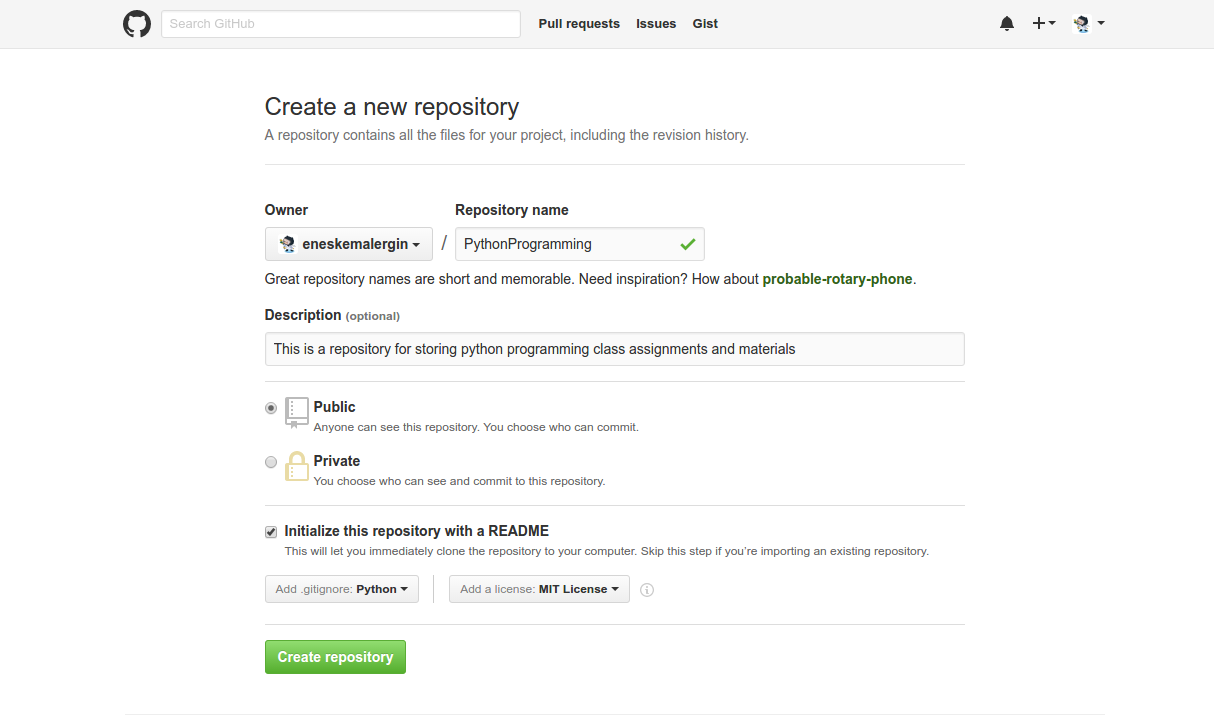 Search GitHub Pull requests Issues Gist
Create a new repository
A repository contains all the files for your project, including the revision history.
Owner Repository name
eneskemalergin / PythonProgramming
Great repository names are short and memorable. Need inspiration? How about probable-rotary-phone.
Description (optional)
This is a repository for storing python programming class assignments and materials
Public
Anyone can see this repository. You choose who can commit.
Private
You choose who can see and commit to this repository.
Initialize this repository with a README
This will let you immediately clone the repository to your computer. Skip this step if you’re importing an existing repository.
Add .gitignore: Python Add a license: MIT License
Create repository